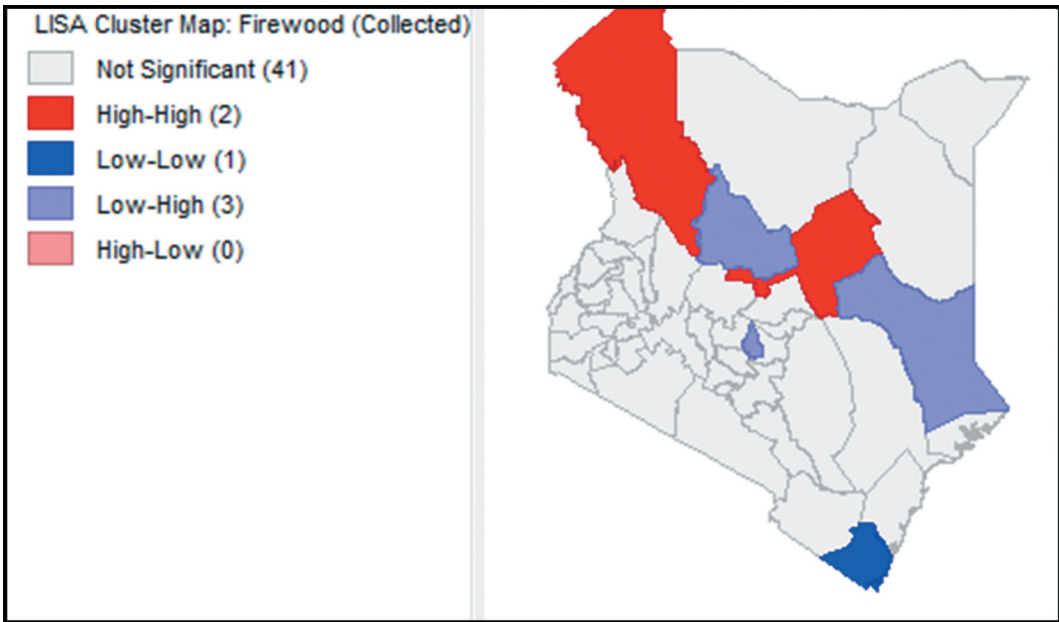 LISA Cluster Map: Firewood (Collected)
Not Significant (41)
High-High (2)
Low-Low (1)
Low-High (3)
High-Low (0)